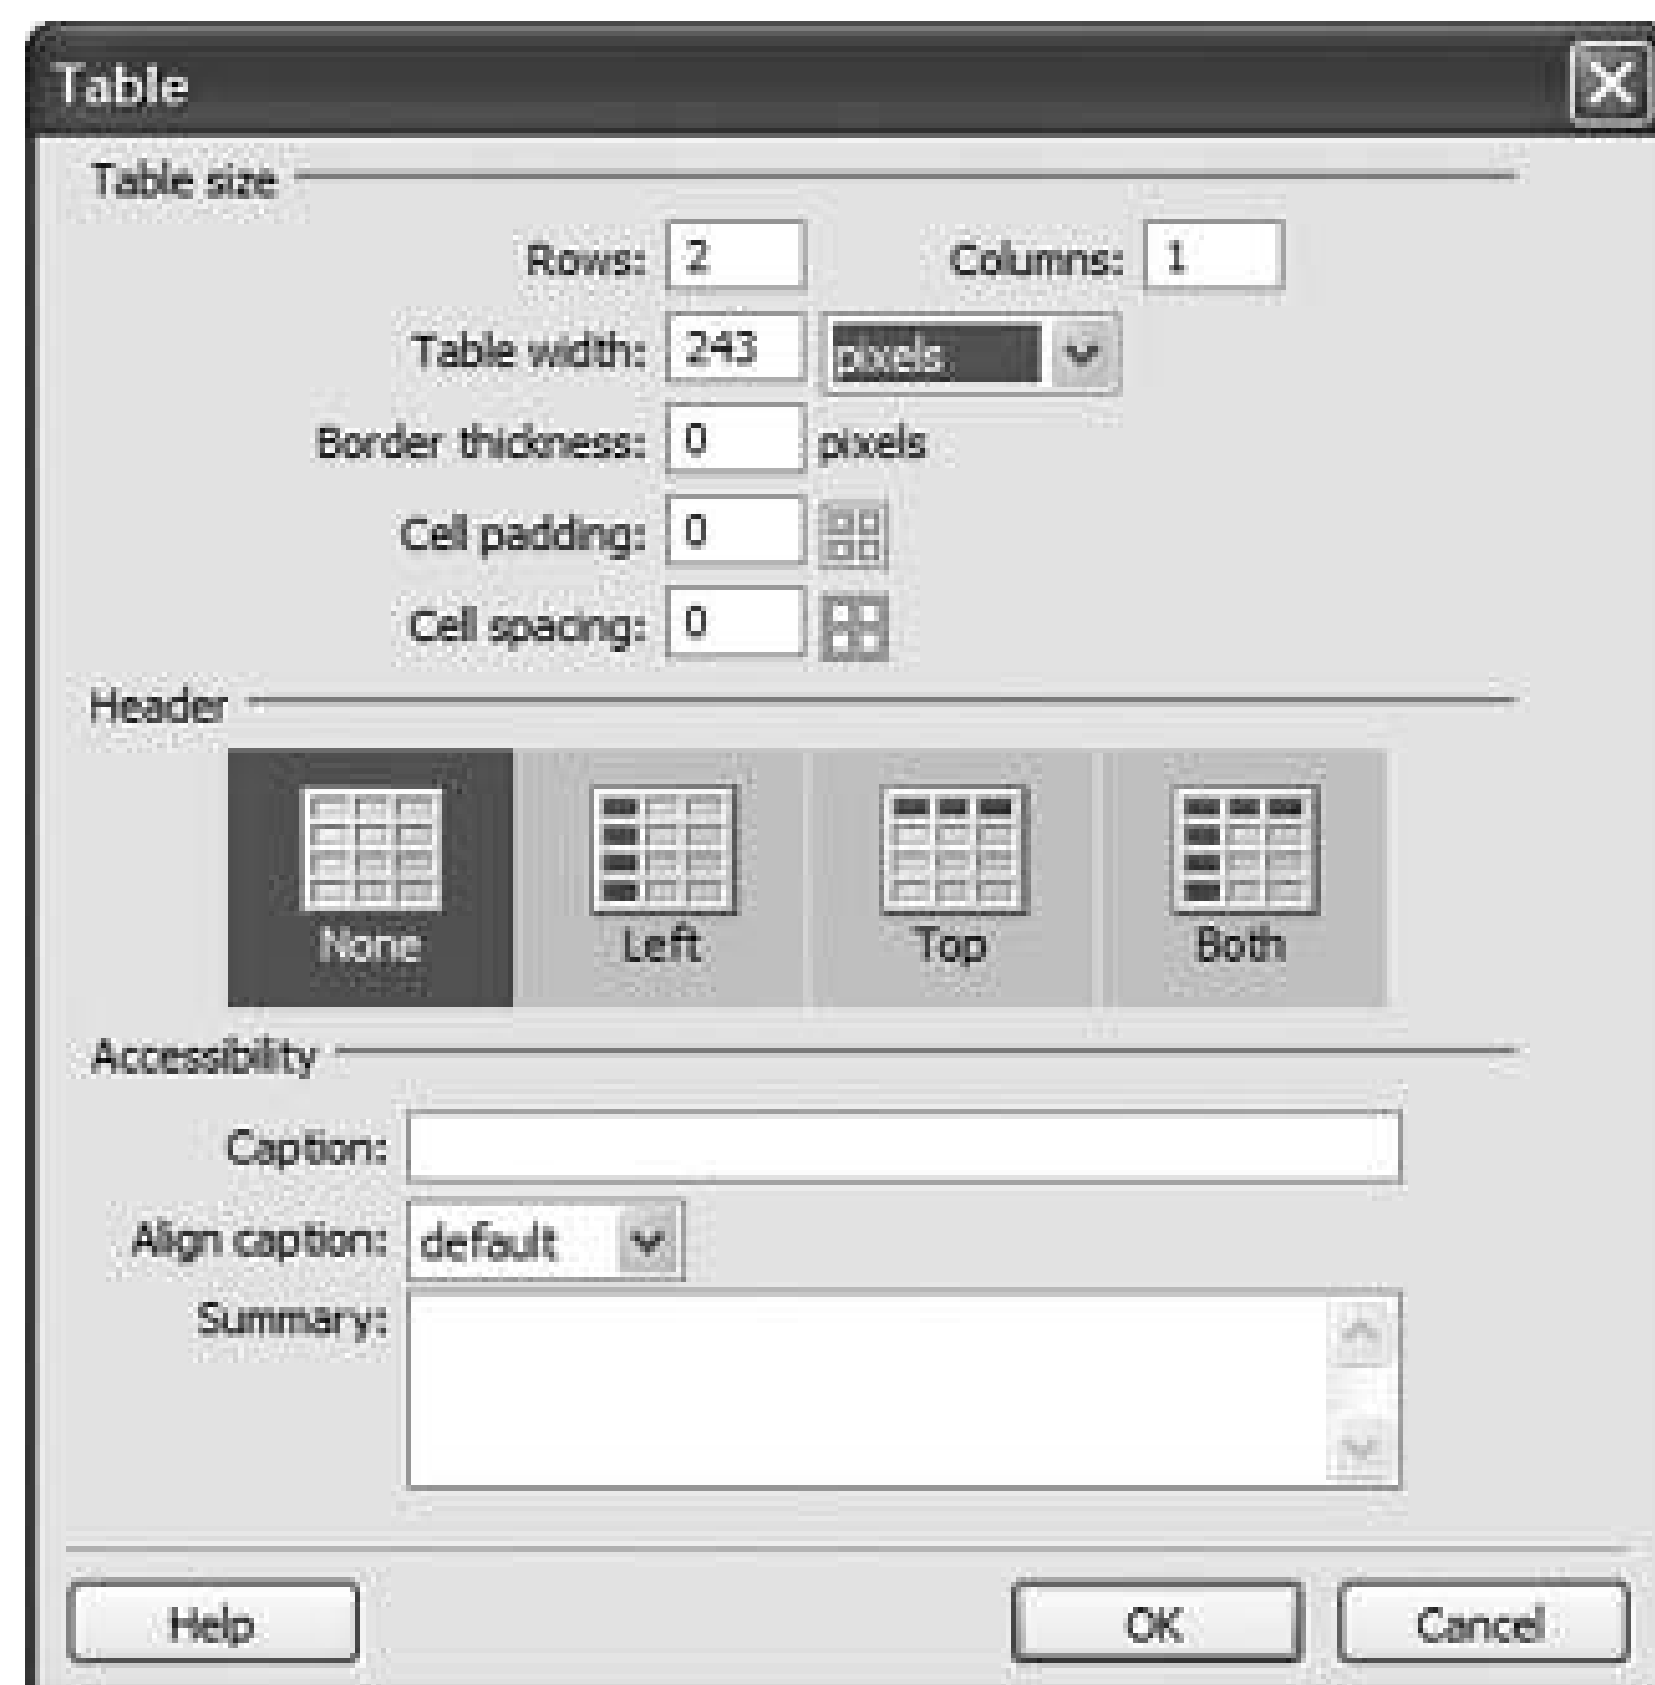 Table
Table size
Rows: 2 Columns: 1
Table width: 243 pixels
Border thickness: 0 pixels
Cell padding: 0
Cell spacing: 0
Header
None Left Top Both
Accessibility
Caption:
Align caption: default
Summary:
Help OK Cancel